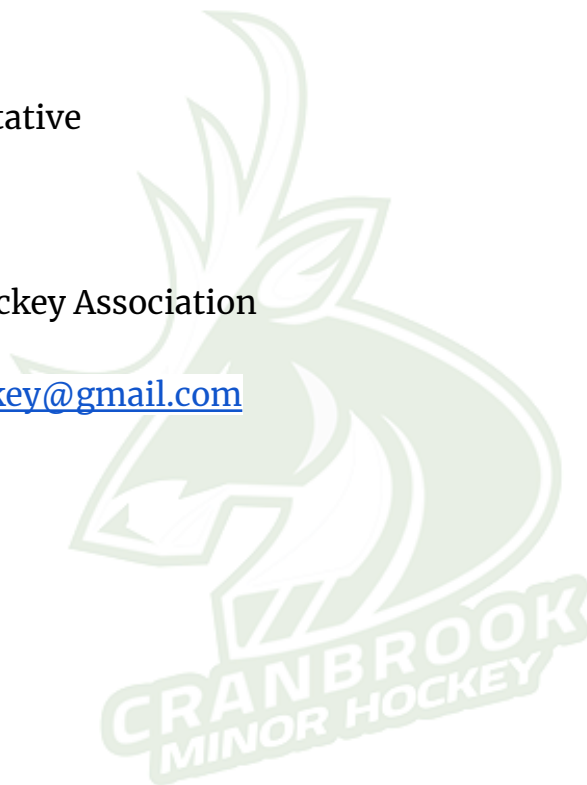 tative
ckey Association
key@gmail.com
CRANBROOK
MINOR HOCKEY